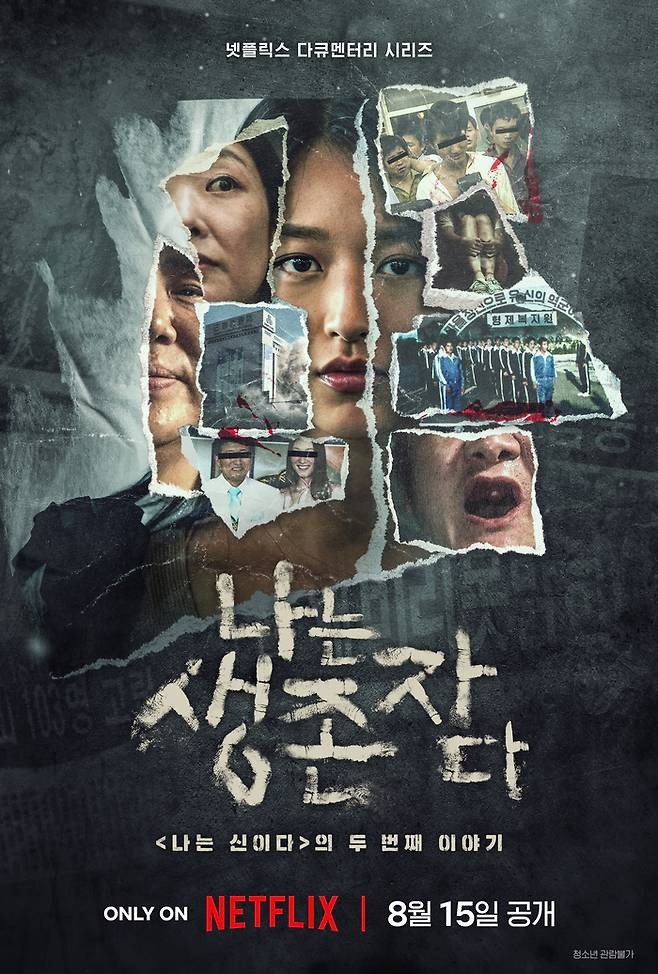 넷플릭스 다큐멘터리 시리즈
형제복지원
나는
생존자다
<나는 신이다>의 두 번째 이야기
ONLY ON NETFLIX | 8월 15일 공개
청소년 관람불가